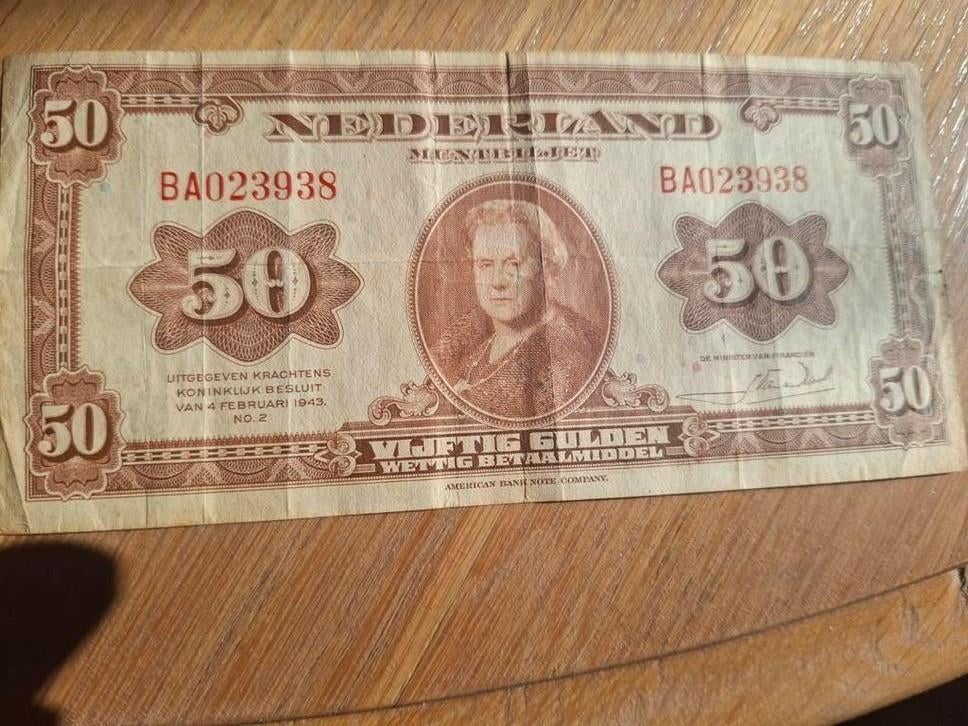 50 50
NEDERLAND
MUNTBILJET
BA023938 BA023938
50 50
DE MINISTER VAN FINANCIËN
UITGEGEVEN KRACHTENS
KONINKLIJK BESLUIT
VAN 4 FEBRUARI 1943.
NO. 2
50 50
VIJFTIG GULDEN
WETTIG BETAALMIDDEL
AMERICAN BANK NOTE COMPANY.